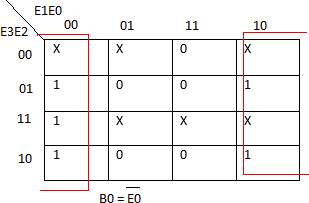 E1E0
00 01 11 10
E3E2
00 X X 0 X
01 1 0 0 1
11 1 X X X
10 1 0 0 1
B0 = E̅0̅